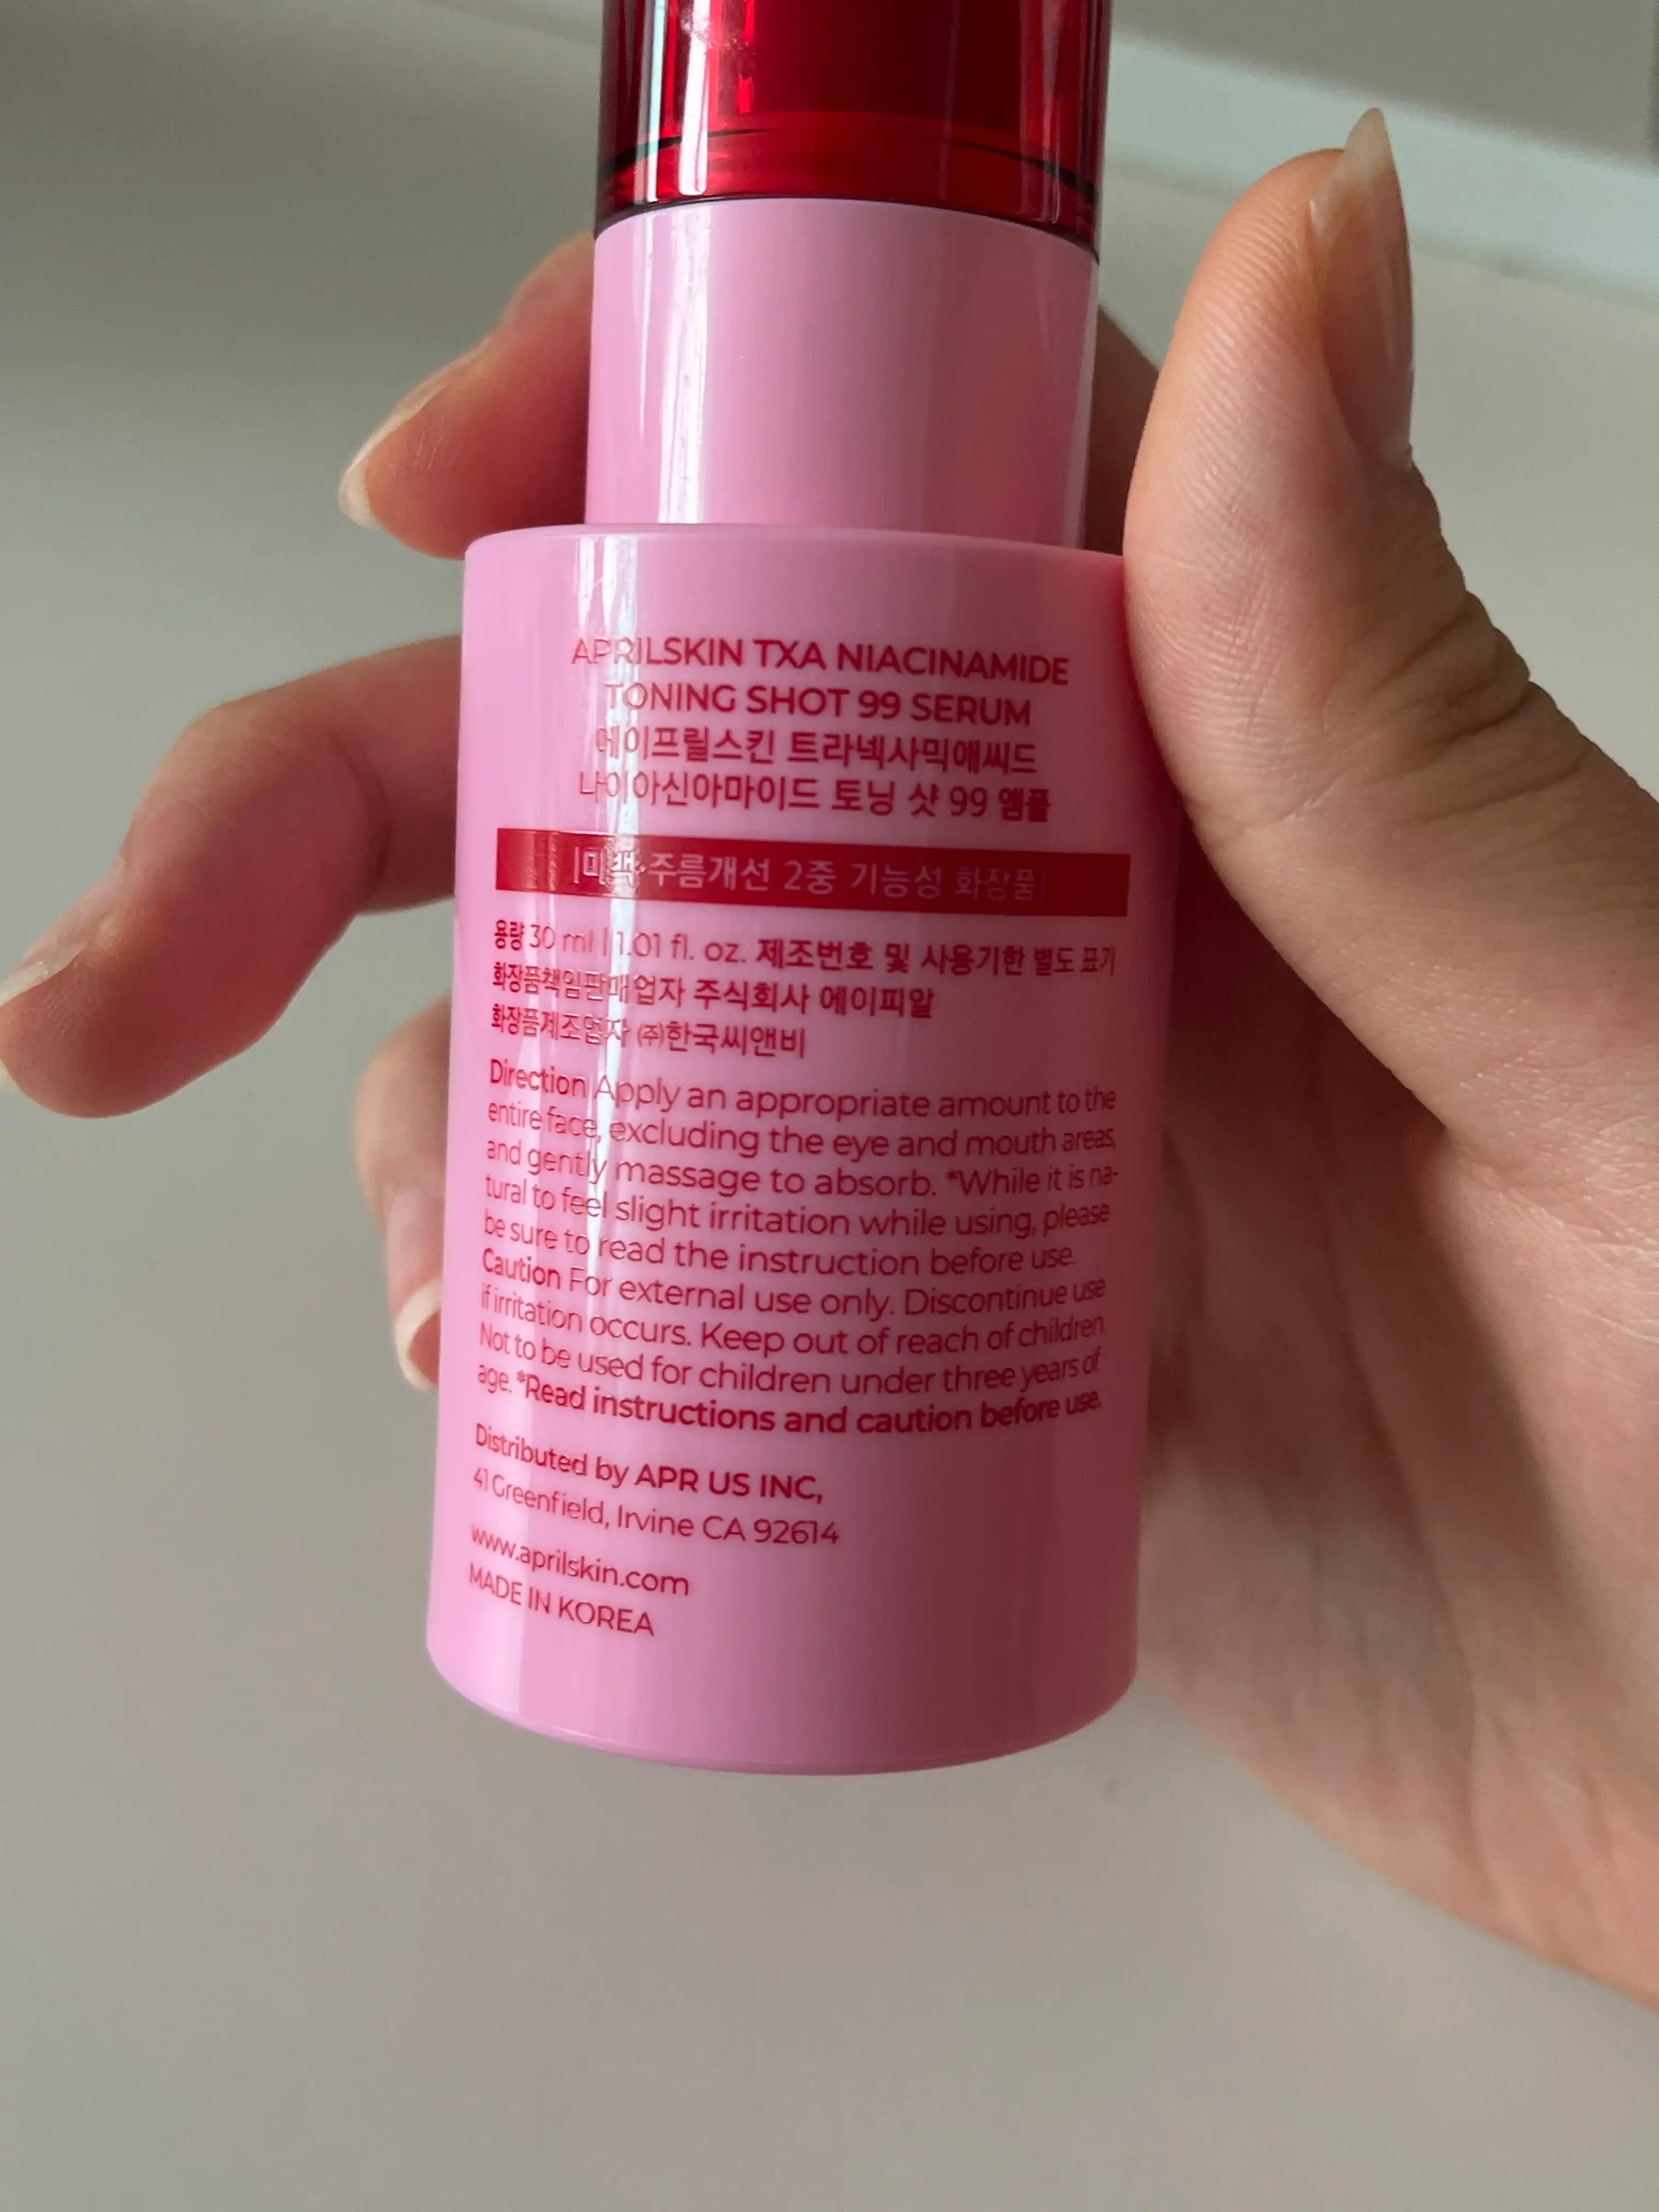 APRILSKIN TXA NIACINAMIDE
TONING SHOT 99 SERUM
에이프릴스킨 트라넥사믹애씨드
나이아신아마이드 토닝 샷 99 앰플
|미백·주름개선 2중 기능성 화장품|
용량 30 ml | 1.01 fl. oz. 제조번호 및 사용기한 별도 표기
화장품책임판매업자 주식회사 에이피알
화장품제조업자 ㈜한국씨앤비
Direction Apply an appropriate amount to the
entire face, excluding the eye and mouth areas,
and gently massage to absorb. *While it is na-
tural to feel slight irritation while using, please
be sure to read the instruction before use.
Caution For external use only. Discontinue use
if irritation occurs. Keep out of reach of children.
Not to be used for children under three years of
age. *Read instructions and caution before use.
Distributed by APR US INC,
41 Greenfield, Irvine CA 92614
www.aprilskin.com
MADE IN KOREA